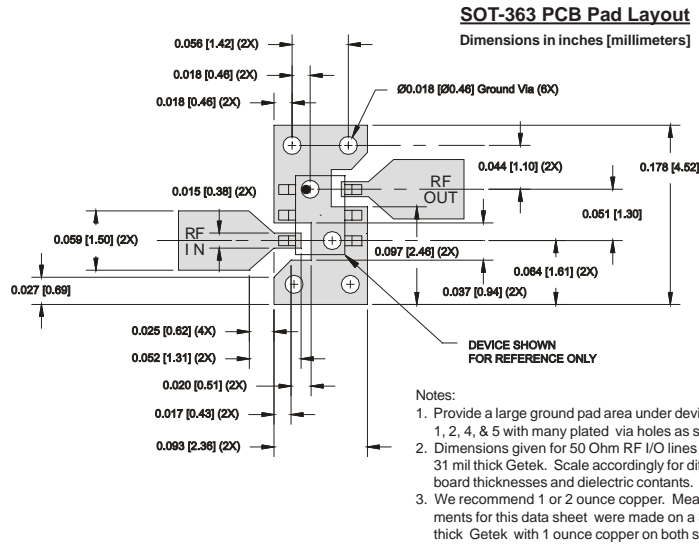 SOT-363 PCB Pad Layout
Dimensions in inches [millimeters]
0.056 [1.42] (2X)
0.018 [0.46] (2X)
0.018 [0.46] (2X)
Ø0.018 [Ø0.46] Ground Via (6X)
0.044 [1.10] (2X)
0.178 [4.52]
0.015 [0.38] (2X)
RF
OUT
0.051 [1.30]
0.059 [1.50] (2X)
RF
IN
0.097 [2.46] (2X)
0.064 [1.61] (2X)
0.027 [0.69]
0.037 [0.94] (2X)
0.025 [0.62] (4X)
0.052 [1.31] (2X)
0.020 [0.51] (2X)
0.017 [0.43] (2X)
0.093 [2.36] (2X)
DEVICE SHOWN
FOR REFERENCE ONLY
Notes:
1. Provide a large ground pad area under devi
1, 2, 4, & 5 with many plated via holes as s
2. Dimensions given for 50 Ohm RF I/O lines
31 mil thick Getek. Scale accordingly for dif
board thicknesses and dielectric contants.
3. We recommend 1 or 2 ounce copper. Mea
ments for this data sheet were made on a
thick Getek with 1 ounce copper on both s